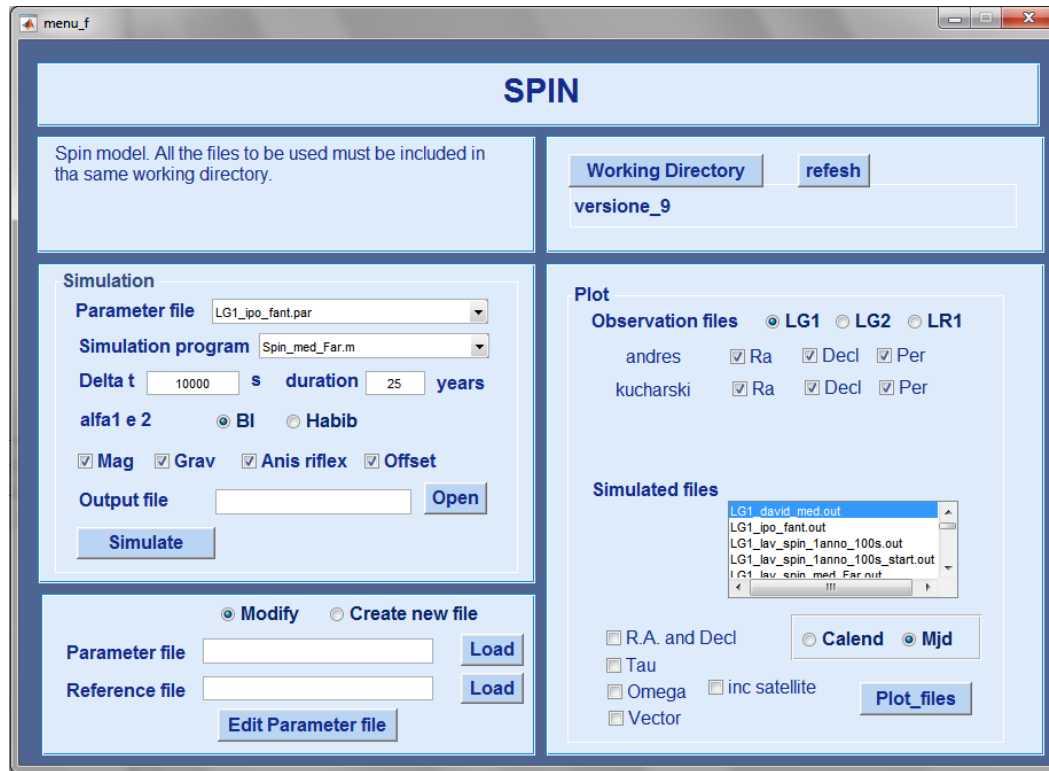 menu_f
SPIN
Spin model. All the files to be used must be included in
tha same working directory.
Working Directory refesh
versione_9
Simulation
Parameter file LG1_ipo_fant.par
Simulation program Spin_med_Far.m
Delta t 10000 s duration 25 years
alfa1 e 2 BI Habib
Mag Grav Anis riflex Offset
Output file Open
Simulate
Modify Create new file
Parameter file Load
Reference file Load
Edit Parameter file
Plot
Observation files LG1 LG2 LR1
andres Ra Decl Per
kucharski Ra Decl Per
Simulated files
LG1_david_med.out
LG1_ipo_fant.out
LG1_lav_spin_1anno_100s.out
LG1_lav_spin_1anno_100s_start.out
LG1_lav_spin_med_Far.out
R.A. and Decl
Calend Mjd
Tau
Omega inc satellite
Vector
Plot_files